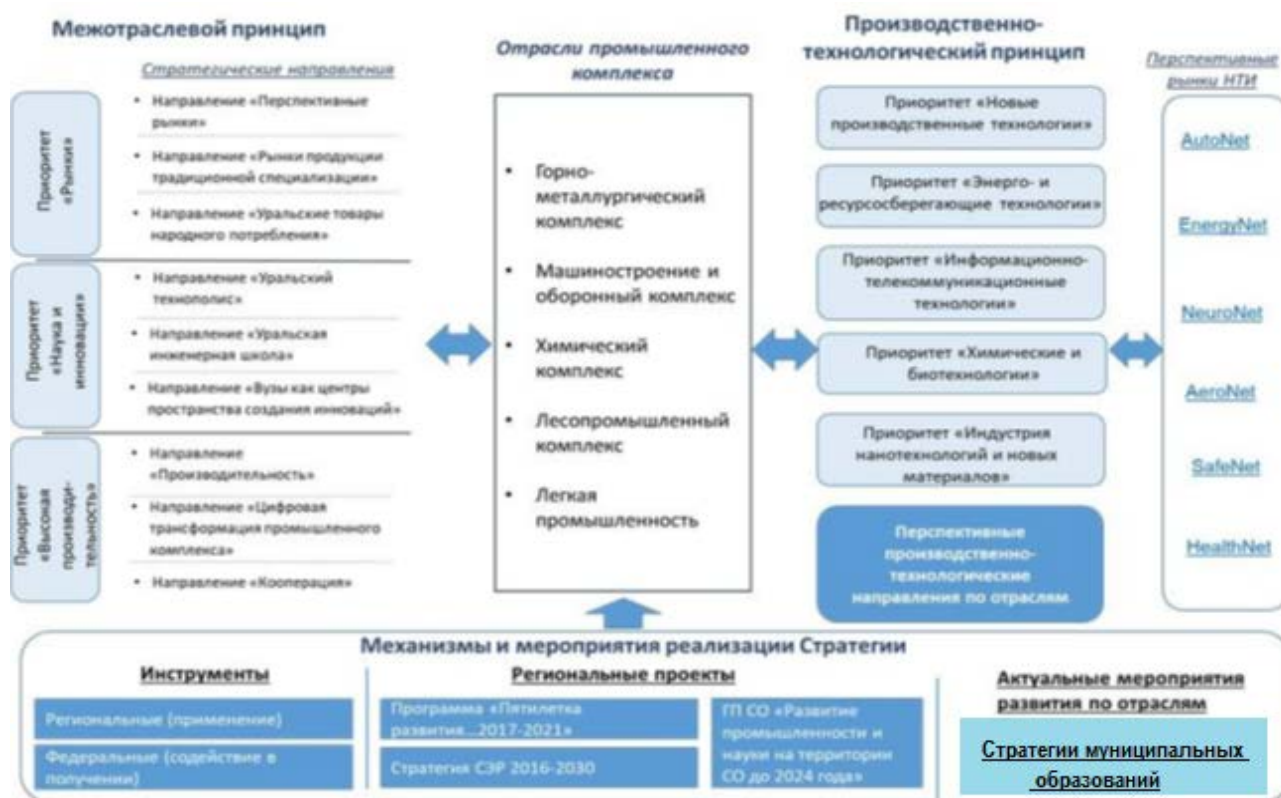 Межотраслевой принцип
Стратегические направления
Приоритет
«Рынки»
• Направление «Перспективные
рынки»
• Направление «Рынки продукции
традиционной специализации»
• Направление «Уральские товары
народного потребления»
Приоритет
«Наука и
инновации»
• Направление «Уральский
технополис»
• Направление «Уральская
инженерная школа»
• Направление «Вузы как центры
пространства создания инноваций»
Приоритет
«Высокая
производи-
тельность»
• Направление
«Производительность»
• Направление «Цифровая
трансформация промышленного
комплекса»
• Направление «Кооперация»
Отрасли промышленного
комплекса
• Горно-
металлургический
комплекс
• Машиностроение и
оборонный комплекс
• Химический
комплекс
• Лесопромышленный
комплекс
• Легкая
промышленность
Производственно-
технологический принцип
Приоритет «Новые
производственные технологии»
Приоритет «Энерго- и
ресурсосберегающие технологии»
Приоритет «Информационно-
телекоммуникационные
технологии»
Приоритет «Химические и
биотехнологии»
Приоритет «Индустрия
нанотехнологий и новых
материалов»
Перспективные
производственно-
технологические
направления по отраслям
Перспективные
рынки НТИ
AutoNet
EnergyNet
NeuroNet
AeroNet
SafeNet
HealthNet
Механизмы и мероприятия реализации Стратегии
Инструменты
Региональные (применение)
Федеральные (содействие в
получении)
Региональные проекты
Программа «Пятилетка
развития...2017-2021»
Стратегия СЭР 2016-2030
ГП СО «Развитие
промышленности и
науки на территории
СО до 2024 года»
Актуальные мероприятия
развития по отраслям
Стратегии муниципальных
образований